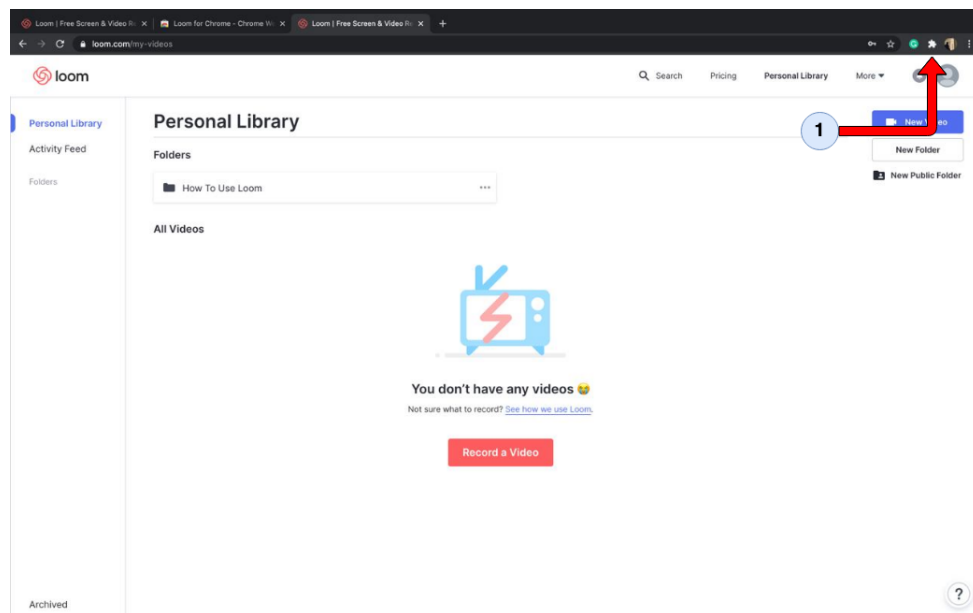 Loom | Free Screen & Video Re
Loom for Chrome - Chrome We
Loom | Free Screen & Video Re
loom.com/my-videos
loom
Search
Pricing
Personal Library
More
Personal Library
Activity Feed
Folders
Archived
Personal Library
1
New Video
New Folder
New Public Folder
Folders
How To Use Loom
All Videos
You don't have any videos 😂
Not sure what to record? See how we use Loom.
Record a Video
?